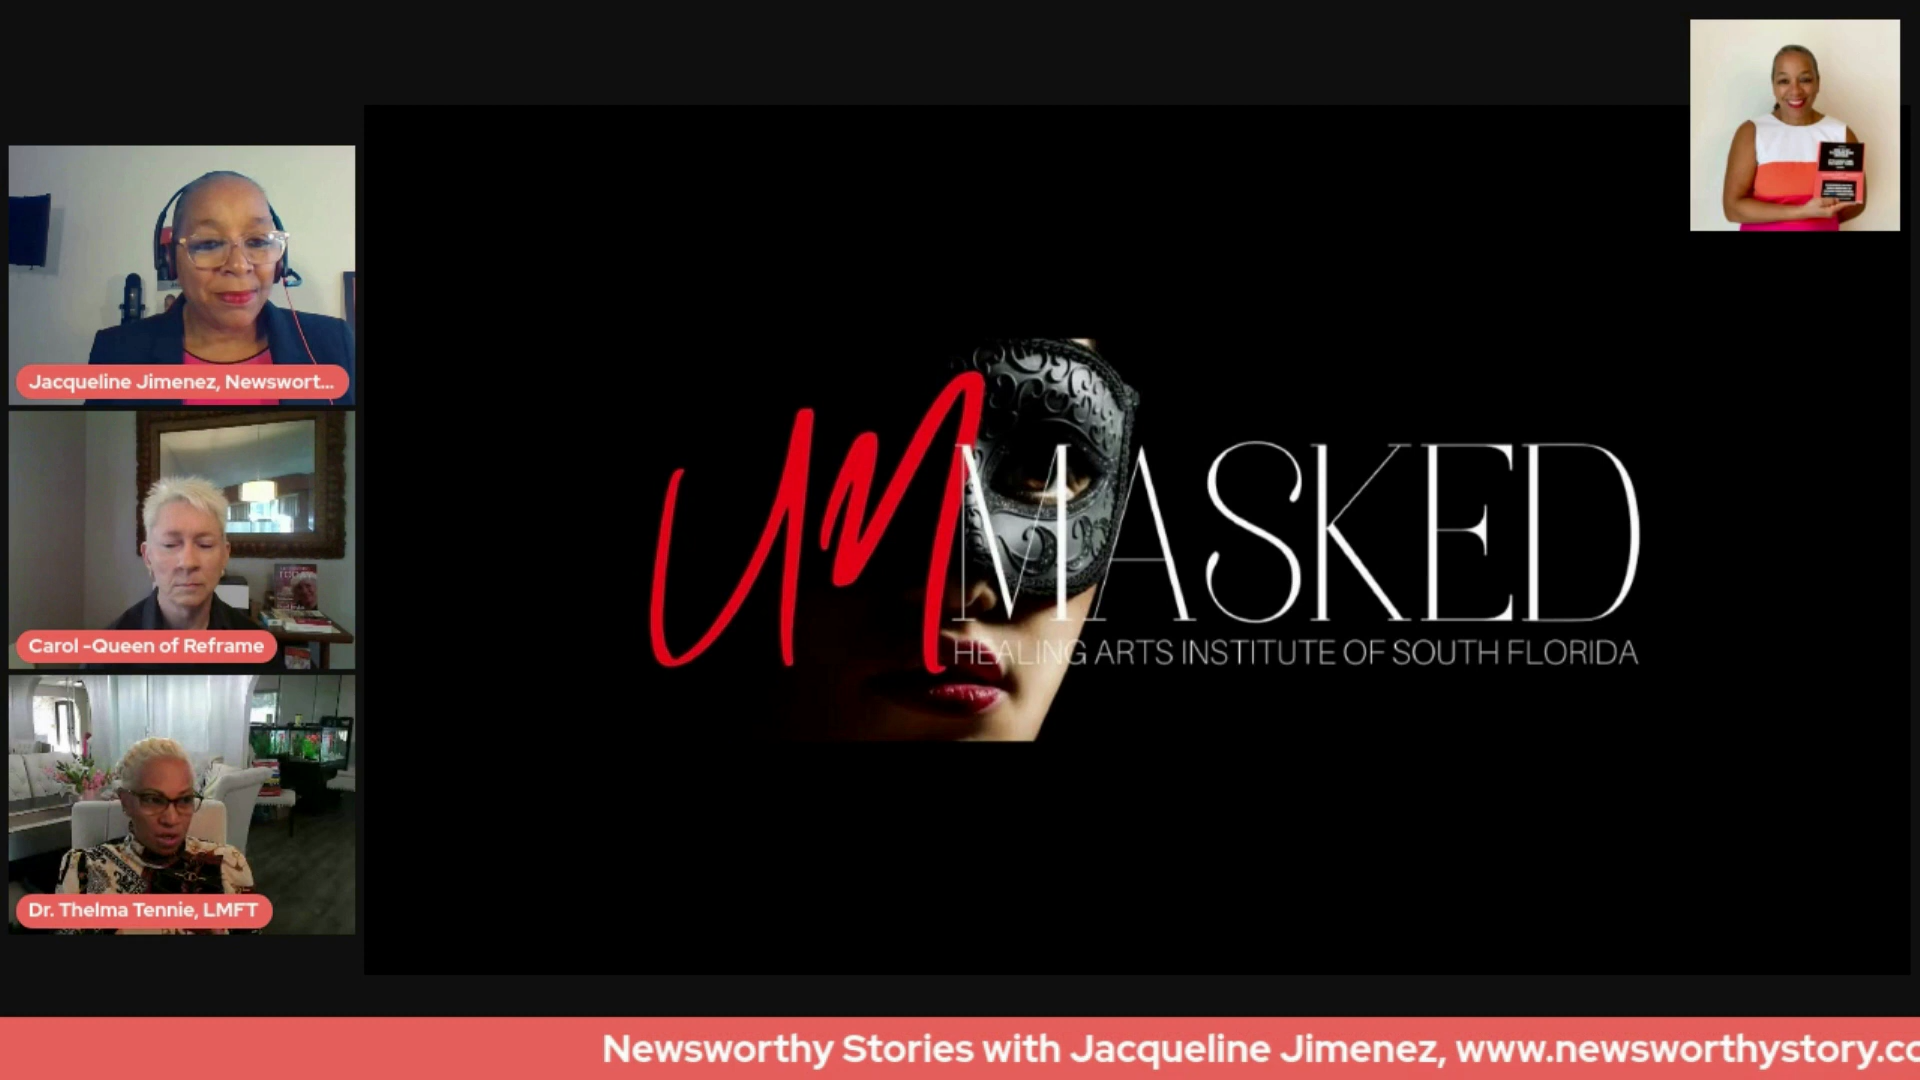 Jacqueline Jimenez, Newswort...
Carol -Queen of Reframe
Dr. Thelma Tennie, LMFT
UNMASKED
HEALING ARTS INSTITUTE OF SOUTH FLORIDA
TODAY
Newsworthy Stories with Jacqueline Jimenez, www.newsworthystory.co